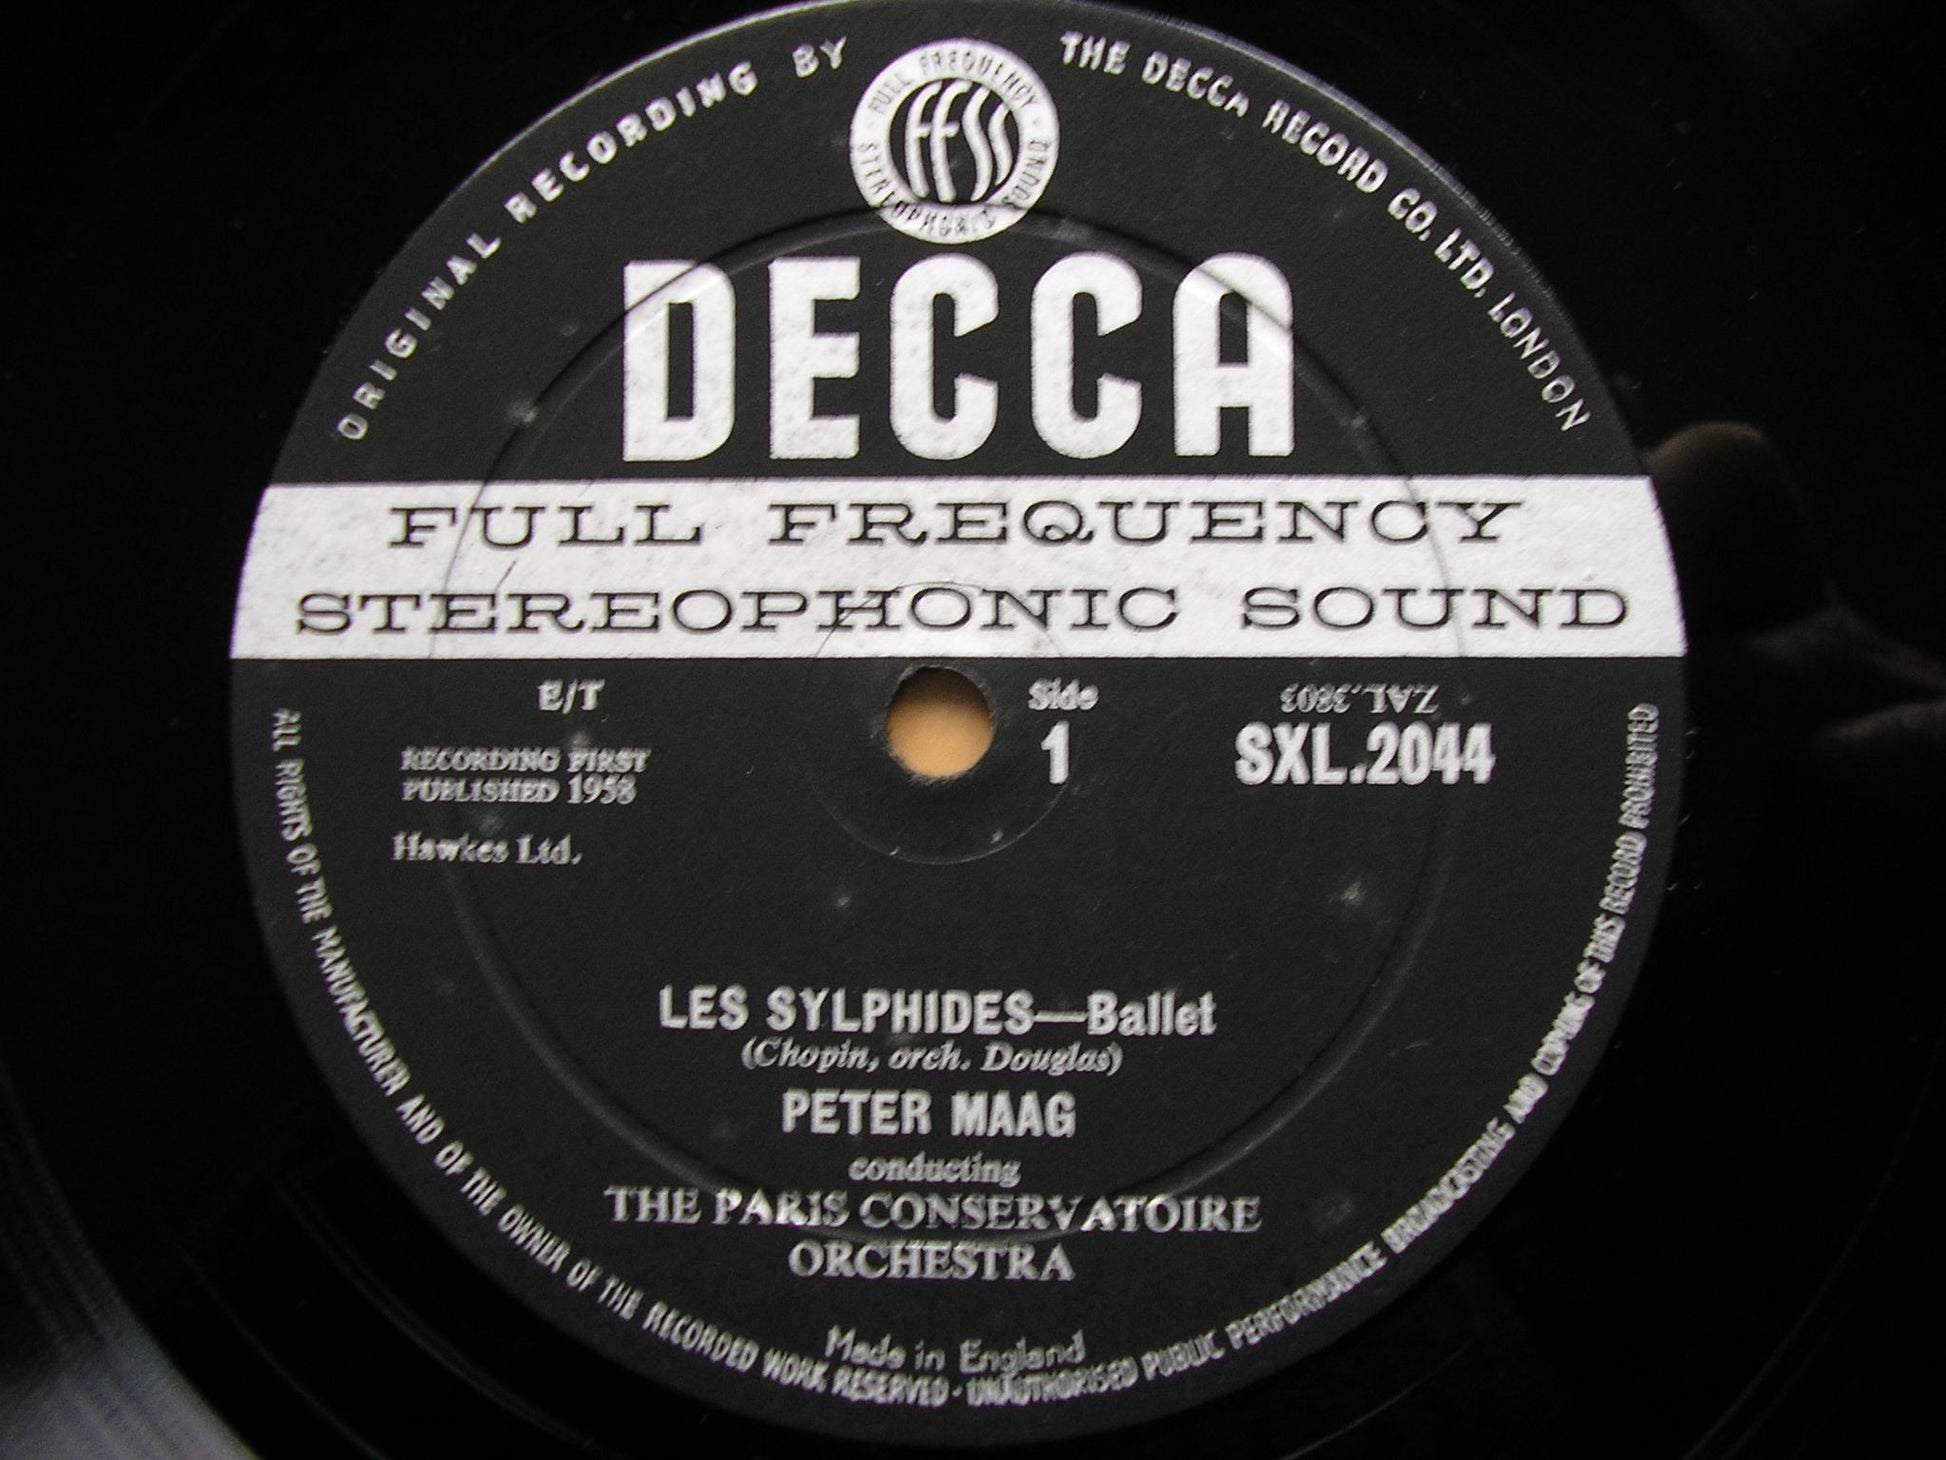 ORIGINAL RECORDING BY THE DECCA RECORD CO. LTD. LONDON
FULL FREQUENCY STEREOPHONIC SOUND
FFSS
DECCA
FULL FREQUENCY
STEREOPHONIC SOUND
E/T
Side
1
ZAL.3803
SXL.2044
RECORDING FIRST
PUBLISHED 1958
Hawkes Ltd.
LES SYLPHIDES—Ballet
(Chopin, orch. Douglas)
PETER MAAG
conducting
THE PARIS CONSERVATOIRE
ORCHESTRA
Made in England
ALL RIGHTS OF THE MANUFACTURER AND OF THE OWNER OF THE RECORDED WORK RESERVED · UNAUTHORISED PUBLIC PERFORMANCE BROADCASTING AND COPYING OF THIS RECORD PROHIBITED